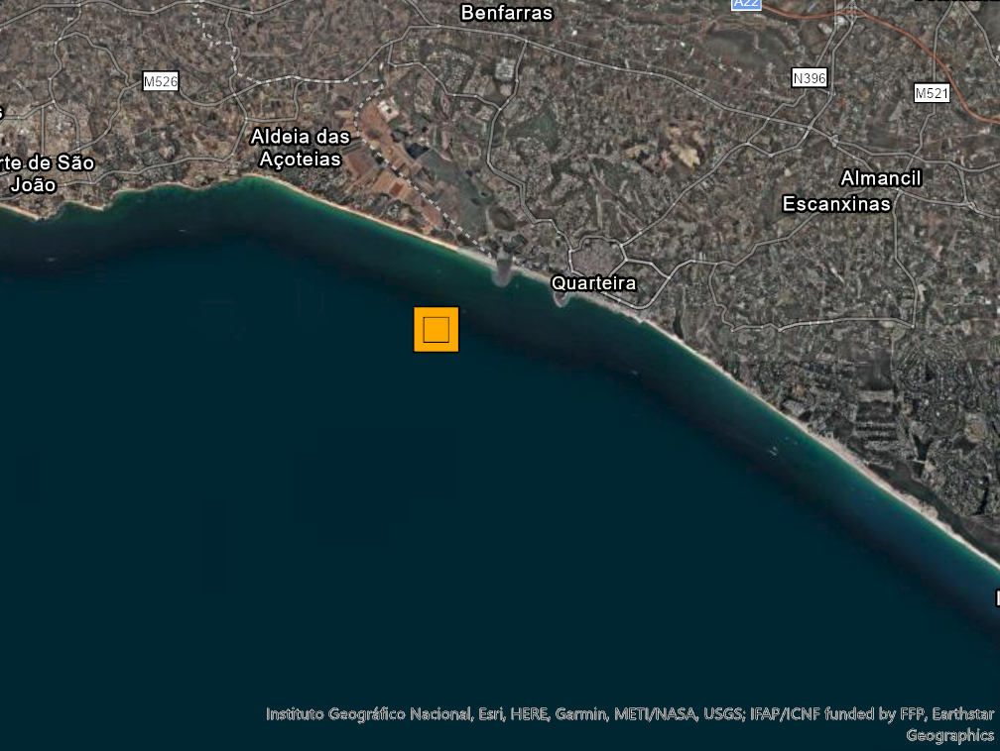 A22
Benfarras
M526
N396
M521
Aldeia das
Açoteias
rte de São
João
Almancil
Escanxinas
Quarteira
Instituto Geográfico Nacional, Esri, HERE, Garmin, METI/NASA, USGS; IFAP/ICNF funded by FFP, Earthstar
Geographics